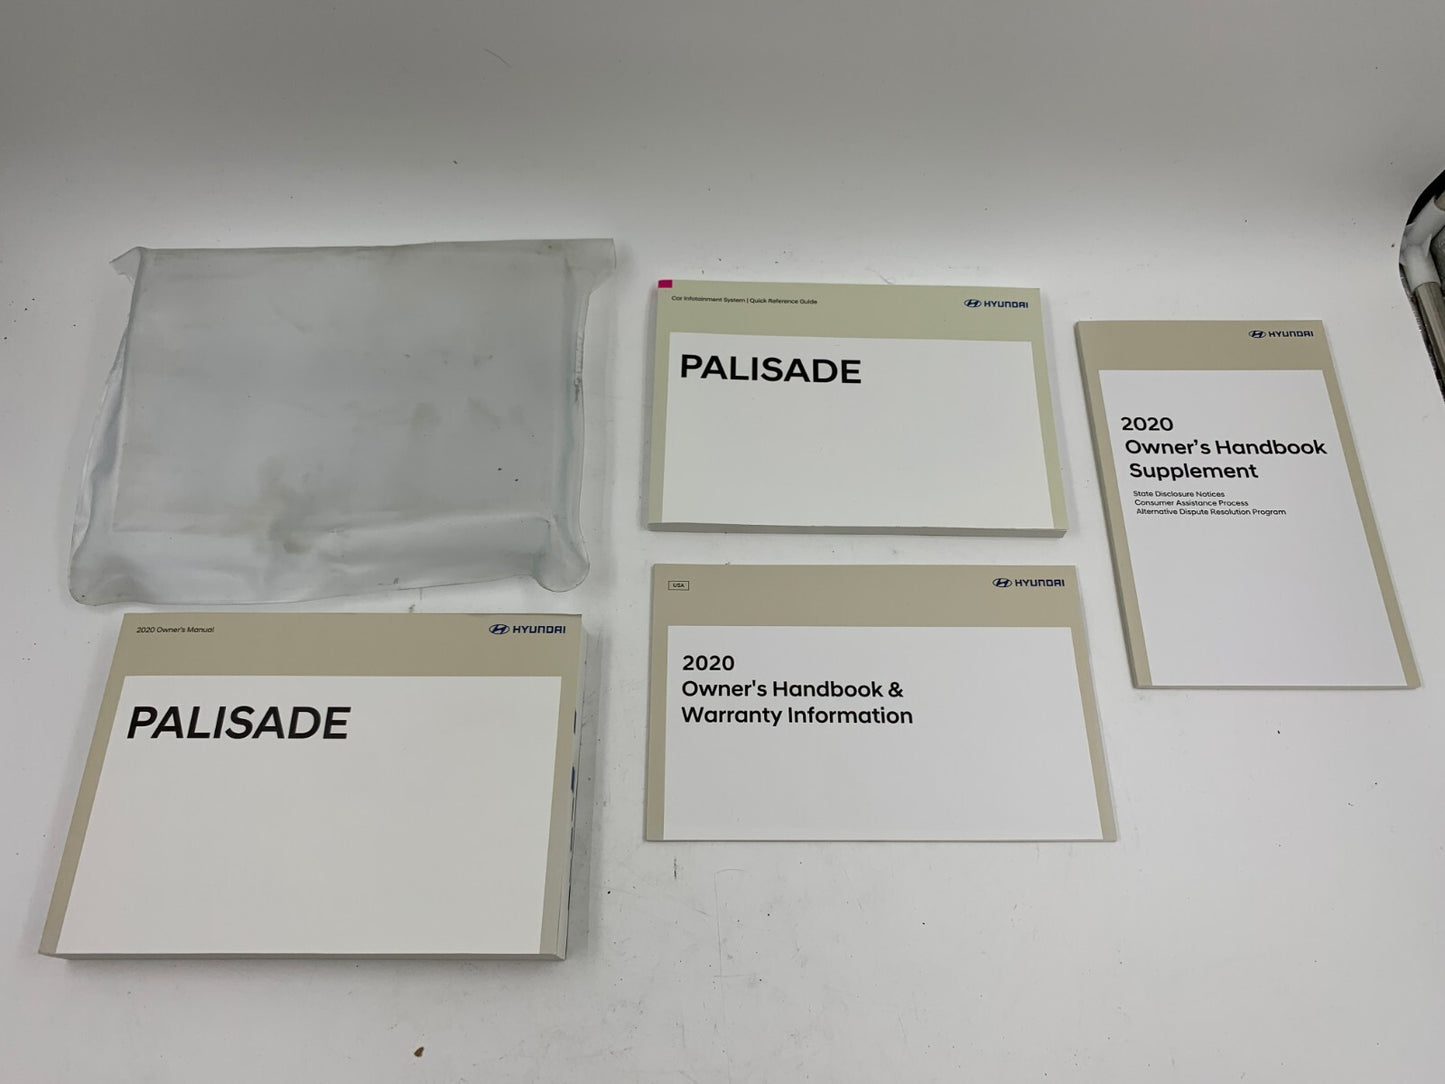 Car Infotainment System | Quick Reference Guide
HYUNDAI
PALISADE
HYUNDAI
2020
Owner's Handbook
Supplement
State Disclosure Notices
Consumer Assistance Process
Alternative Dispute Resolution Program
2020 Owner's Manual
HYUNDAI
PALISADE
USA
HYUNDAI
2020
Owner's Handbook &
Warranty Information